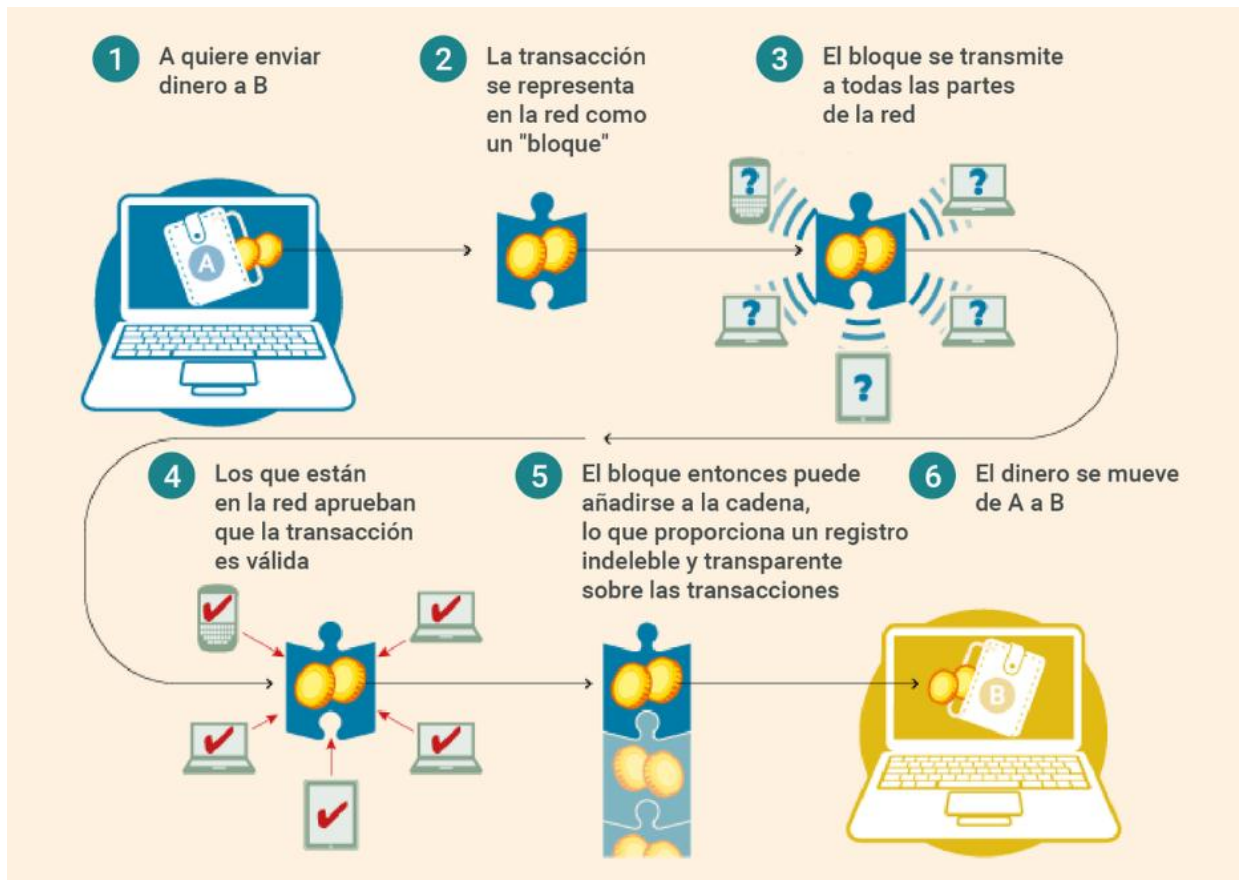 1
A quiere enviar
dinero a B
2
La transacción
se representa
en la red como
un "bloque"
3
El bloque se transmite
a todas las partes
de la red
A
?
?
?
?
?
4
Los que están
en la red aprueban
que la transacción
es válida
5
El bloque entonces puede
añadirse a la cadena,
lo que proporciona un registro
indeleble y transparente
sobre las transacciones
6
El dinero se mueve
de A a B
B